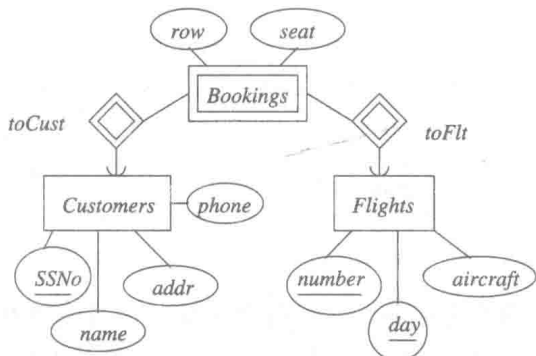 row seat
Bookings
toCust toFlt
Customers phone Flights
SSNo addr number aircraft
name day